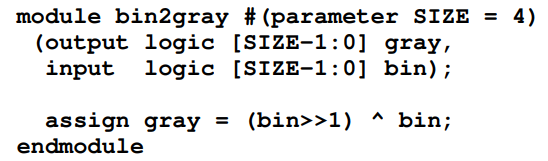 module bin2gray #(parameter SIZE = 4)
(output logic [SIZE-1:0] gray,
input logic [SIZE-1:0] bin);
assign gray = (bin>>1) ^ bin;
endmodule